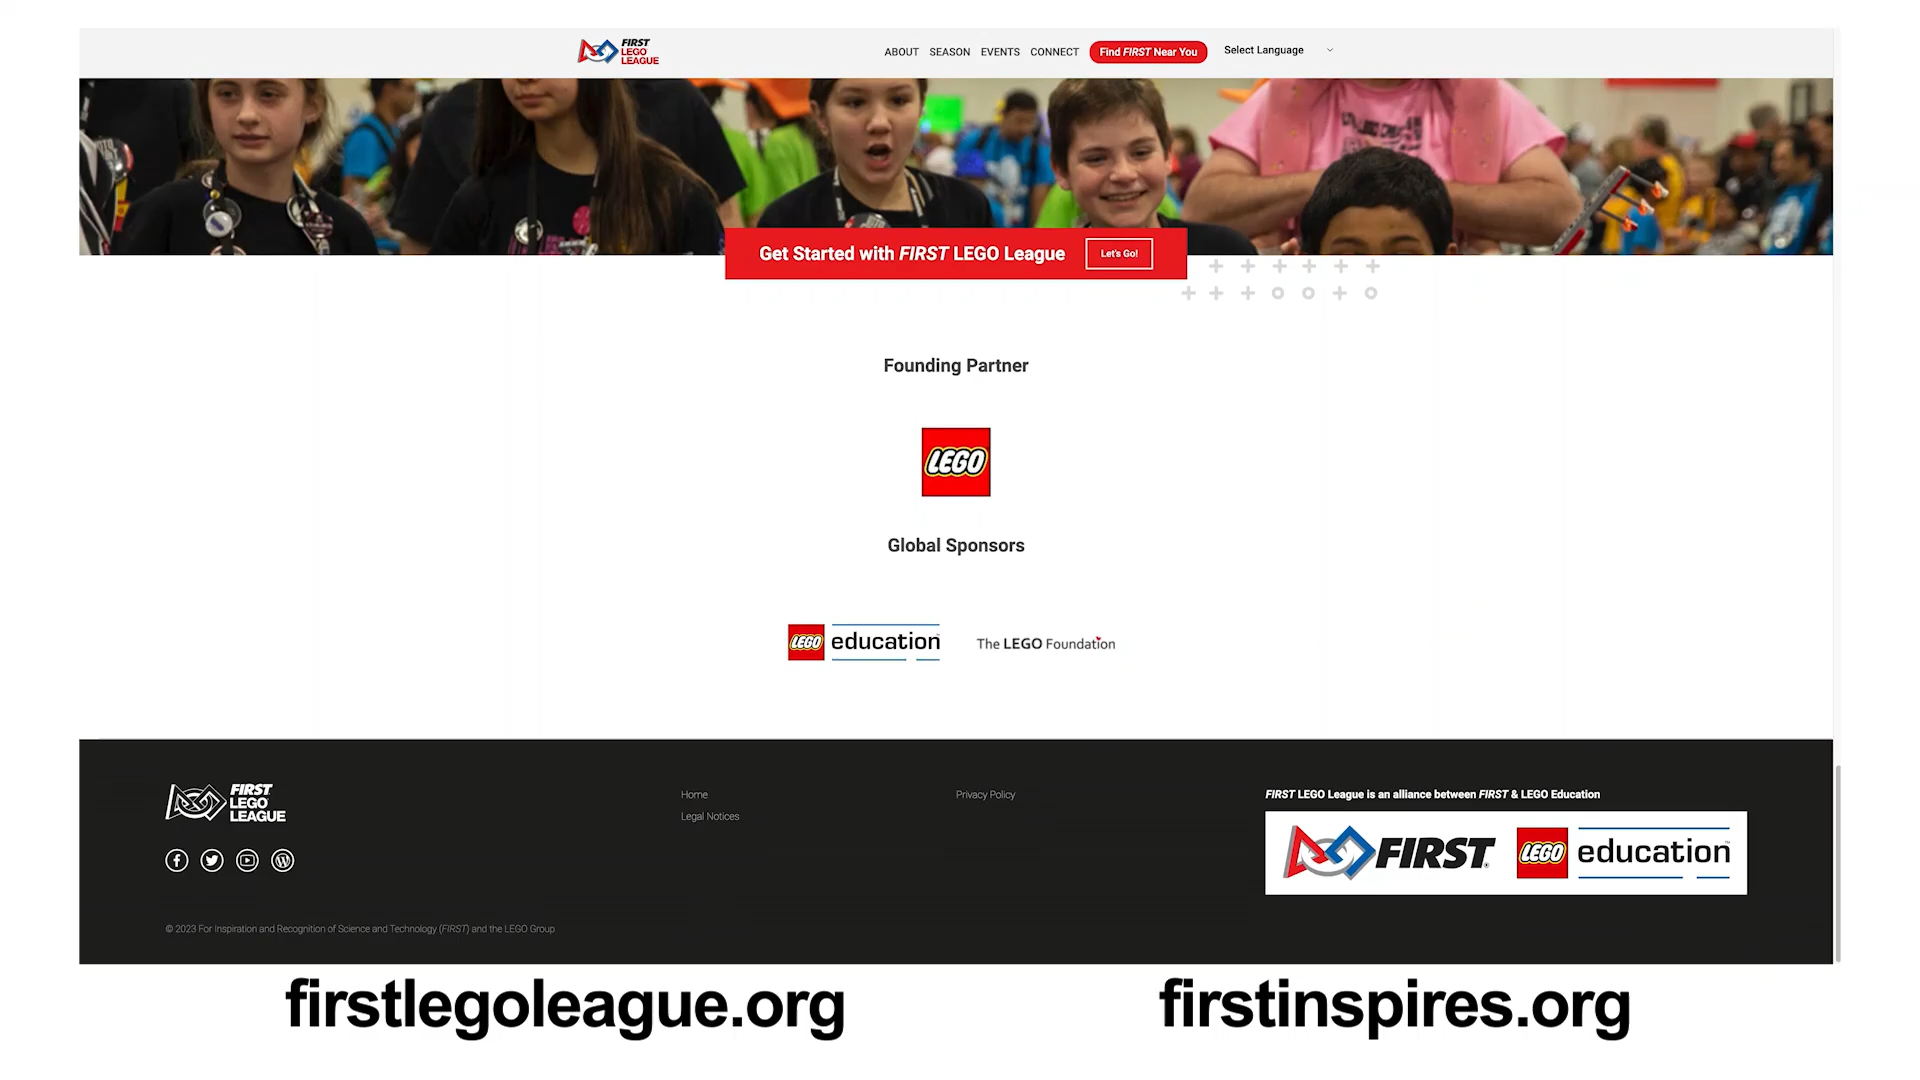 FIRST
LEGO
LEAGUE
ABOUT SEASON EVENTS CONNECT Find FIRST Near You Select Language
Get Started with FIRST LEGO League Let's Go!
Founding Partner
LEGO
Global Sponsors
LEGO education The LEGO Foundation
FIRST
LEGO
LEAGUE
Home Privacy Policy
Legal Notices
FIRST LEGO League is an alliance between FIRST & LEGO Education
FIRST LEGO education
© 2023 For Inspiration and Recognition of Science and Technology (FIRST) and the LEGO Group
firstlegoleague.org firstinspires.org